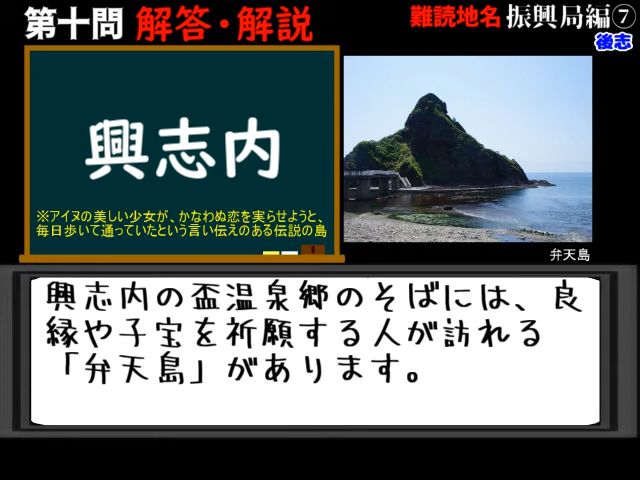 第十問 解答・解説
難読地名 振興局編⑦
後志
興志内
※アイヌの美しい少女が、かなわぬ恋を実らせようと、
毎日歩いて通っていたという言い伝えのある伝説の島
弁天島
興志内の盃温泉郷のそばには、良
縁や子宝を祈願する人が訪れる
「弁天島」があります。